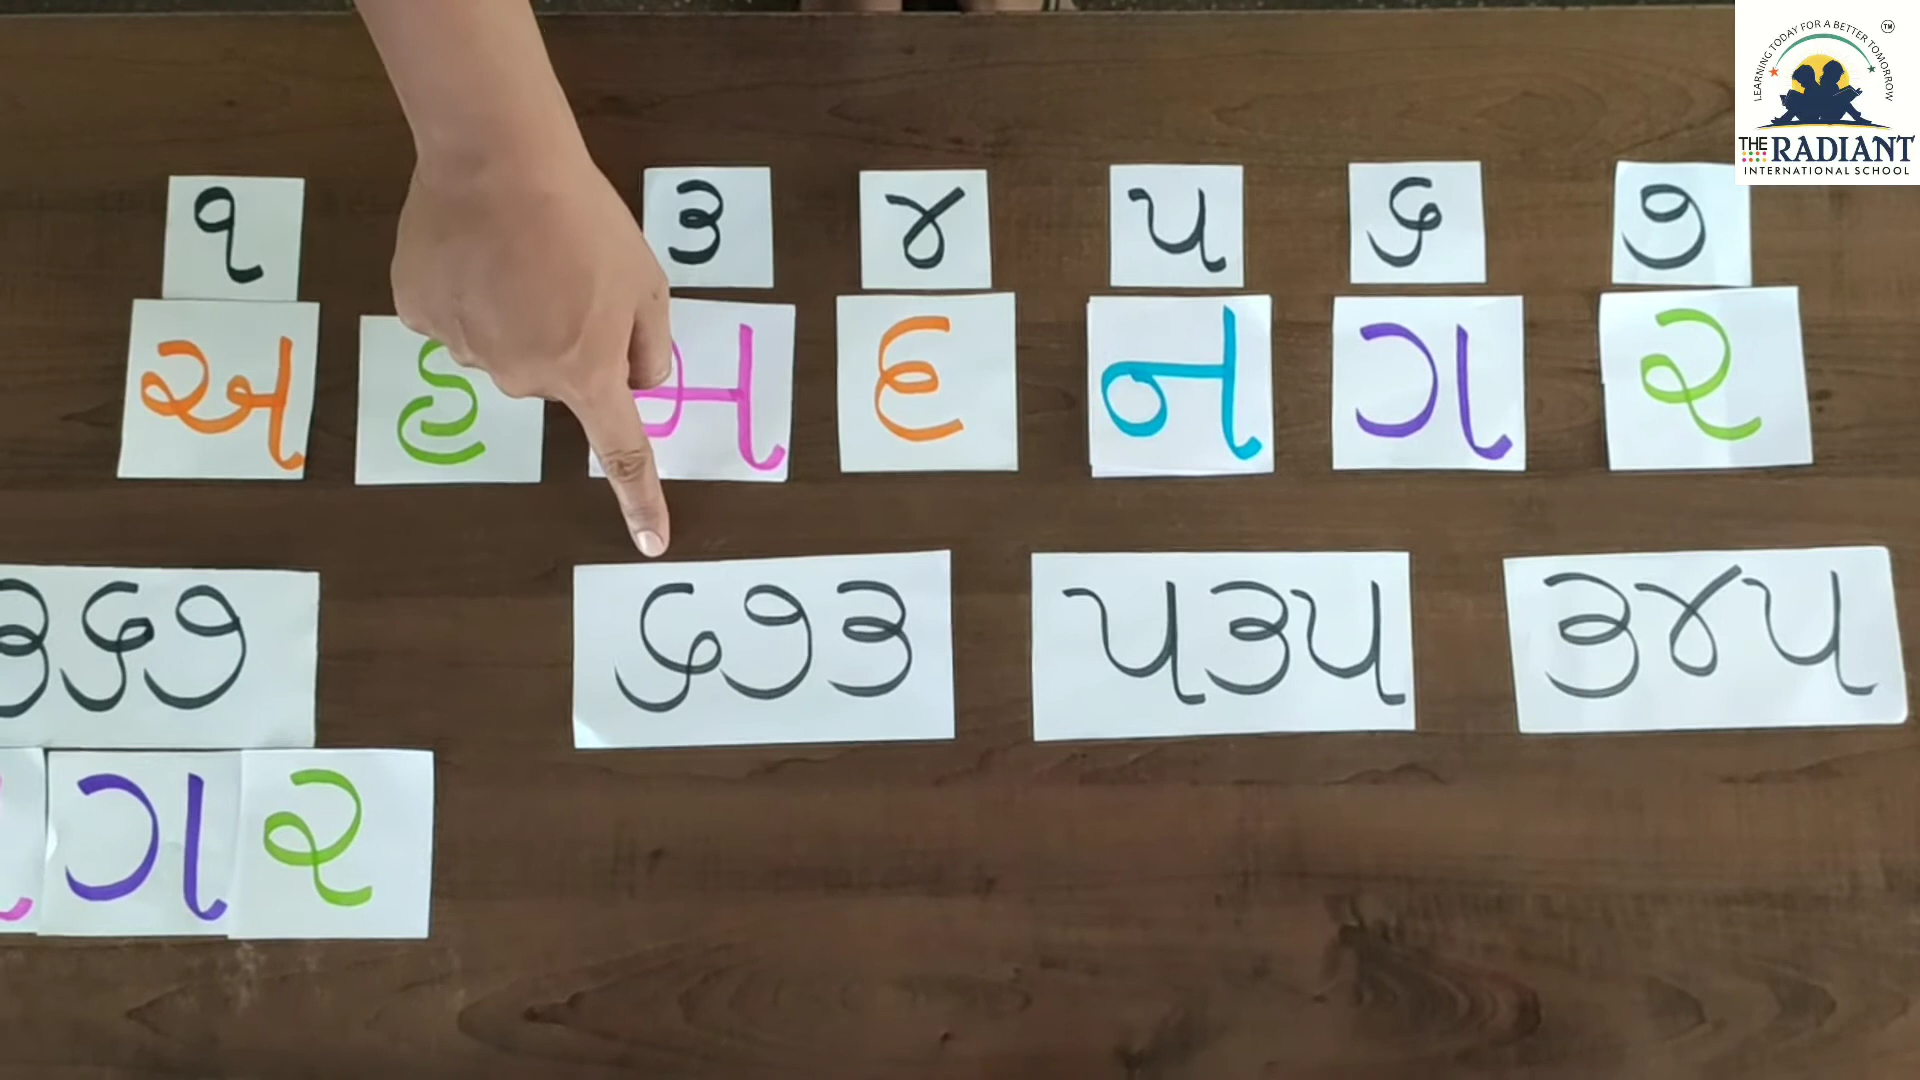 LEARNING TODAY FOR A BETTER TOMORROW
TM
THE RADIANT
INTERNATIONAL SCHOOL
૧ ૩ ૪ ૫ ૬ ૭
અ હ મ દ ન ગ ર
૩૬૭ ૬૭૩ ૫૩૫ ૩૪૫
ગ ર